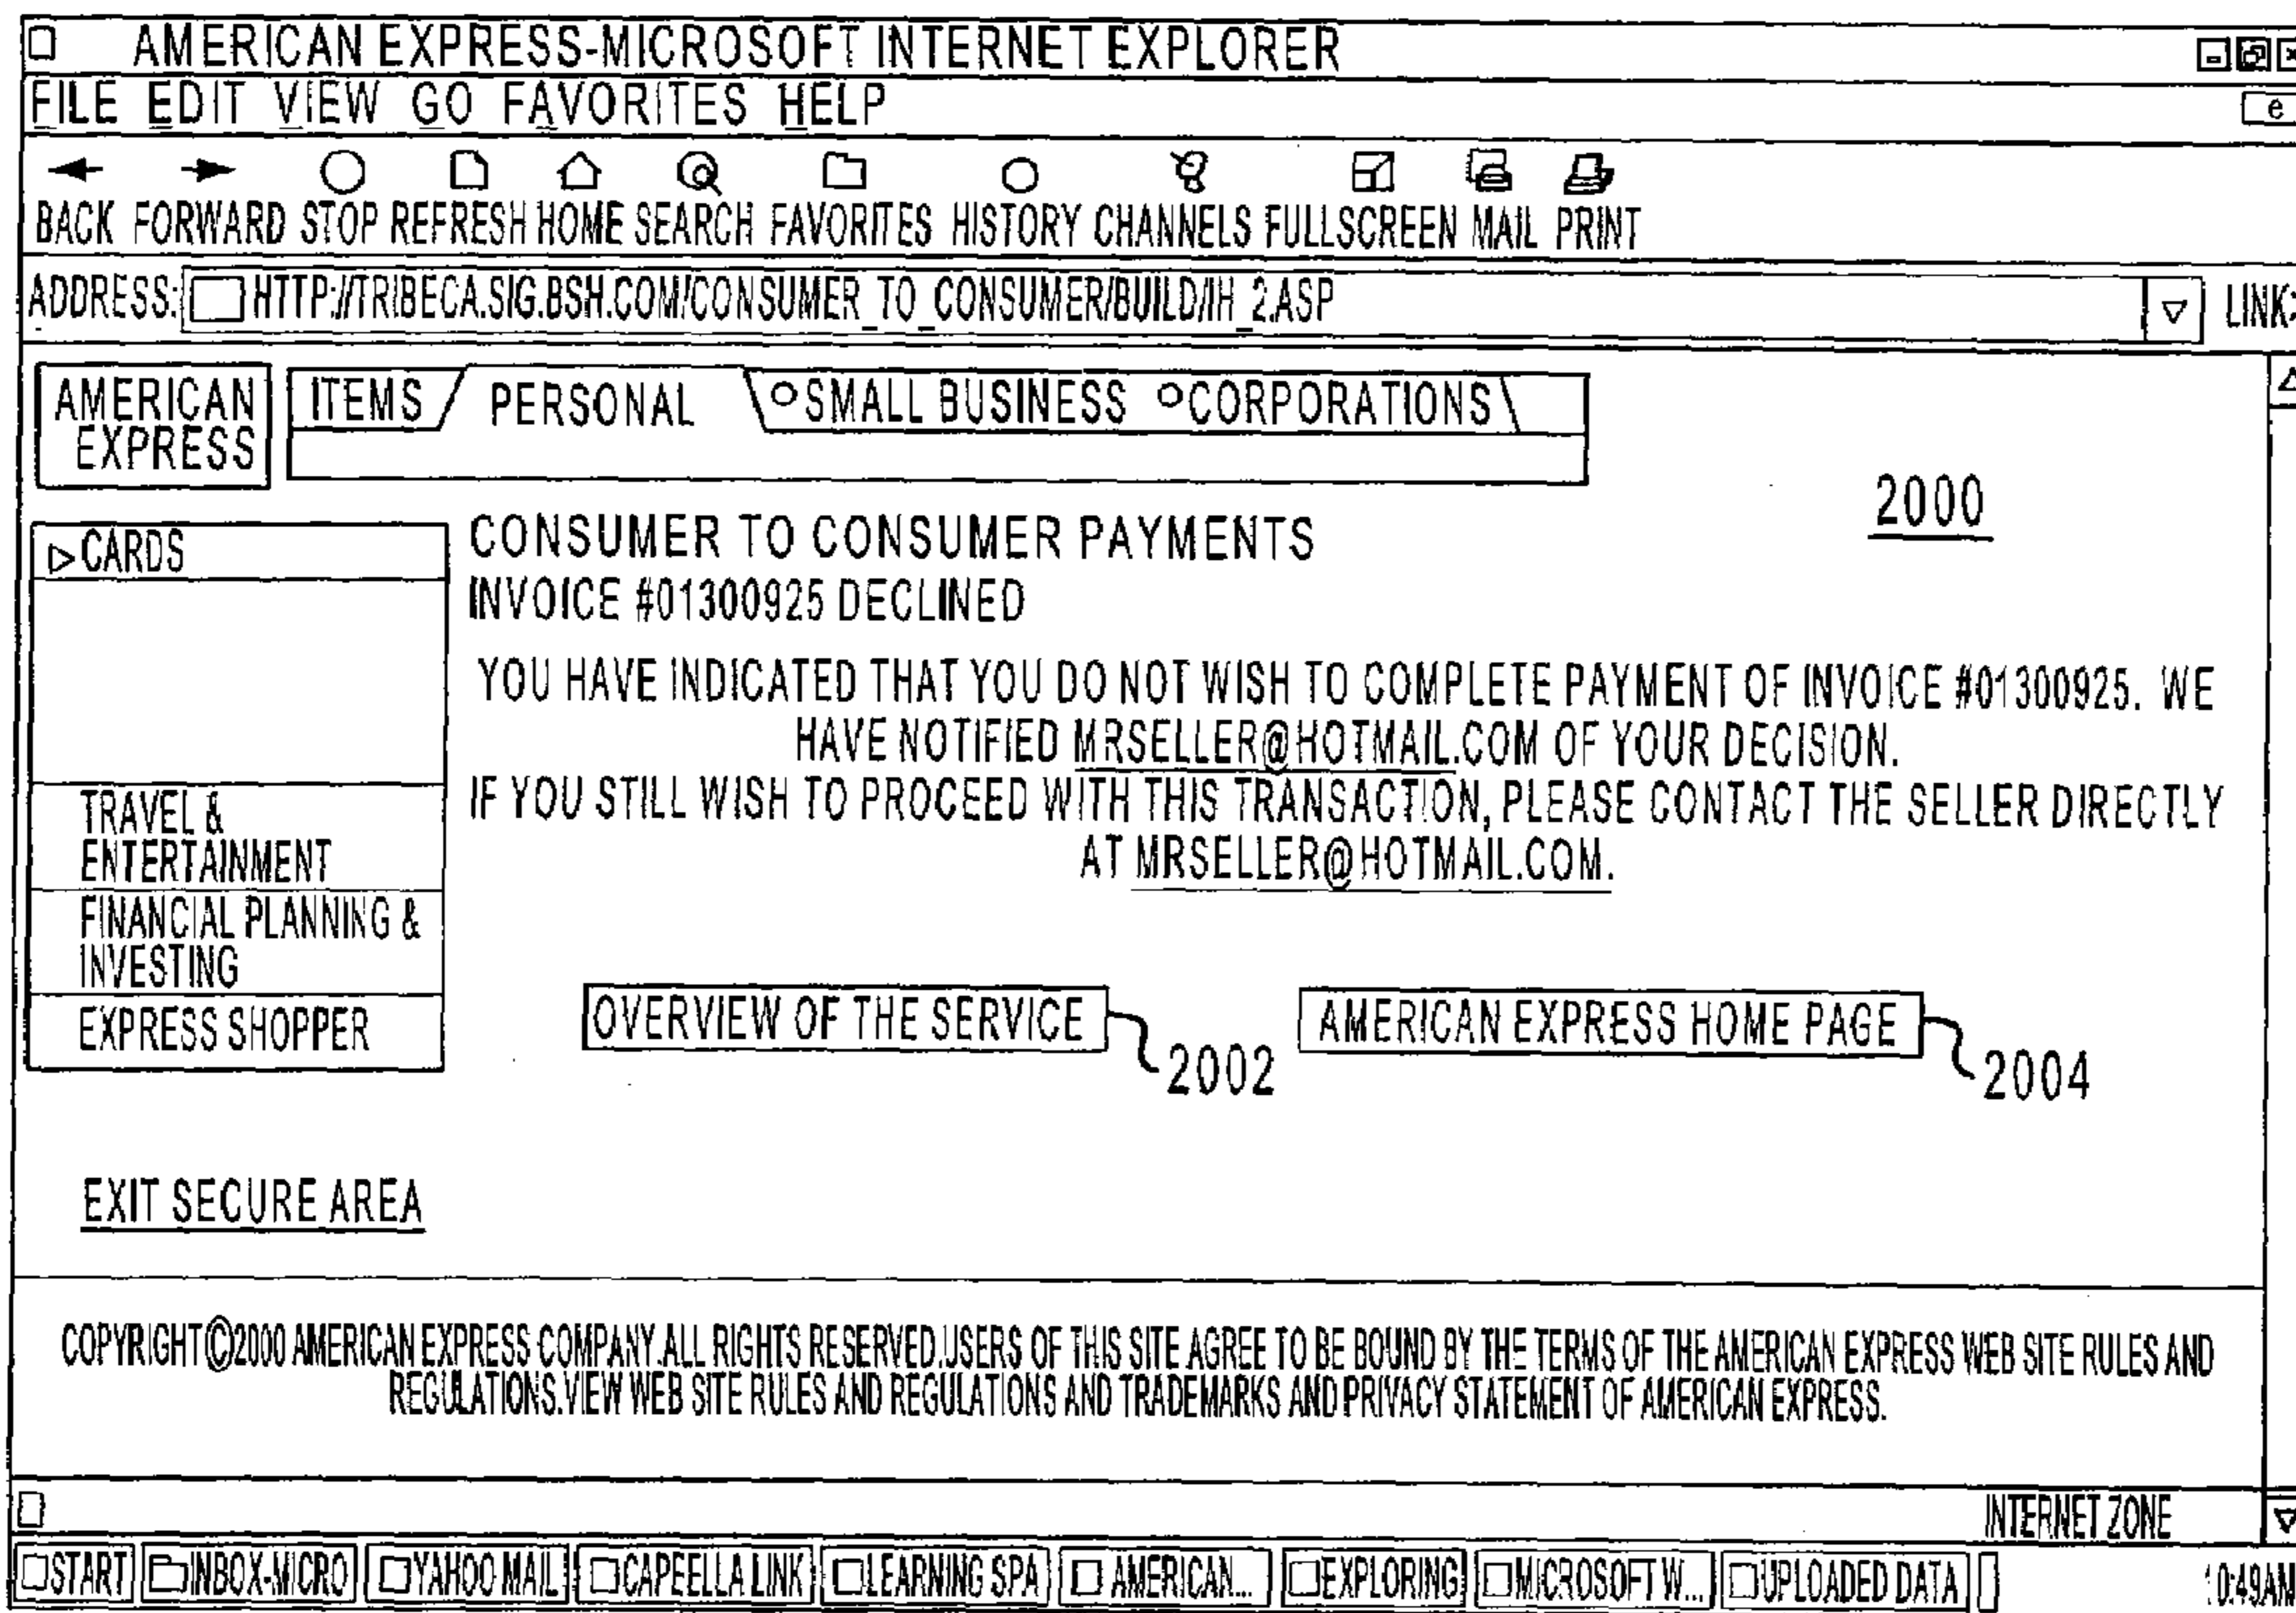 AMERICAN EXPRESS-MICROSOFT INTERNET EXPLORER
FILE EDIT VIEW GO FAVORITES HELP
e
BACK FORWARD STOP REFRESH HOME SEARCH FAVORITES HISTORY CHANNELS FULLSCREEN MAIL PRINT
ADDRESS: HTTP://TRIBECA.SIG.BSH.COM/CONSUMER_TO_CONSUMER/BUILD/IH_2.ASP LINK
AMERICAN
EXPRESS
ITEMS PERSONAL SMALL BUSINESS CORPORATIONS
2000
CARDS
TRAVEL &
ENTERTAINMENT
FINANCIAL PLANNING &
INVESTING
EXPRESS SHOPPER
CONSUMER TO CONSUMER PAYMENTS
INVOICE #01300925 DECLINED
YOU HAVE INDICATED THAT YOU DO NOT WISH TO COMPLETE PAYMENT OF INVOICE #01300925. WE
HAVE NOTIFIED MRSELLER@HOTMAIL.COM OF YOUR DECISION.
IF YOU STILL WISH TO PROCEED WITH THIS TRANSACTION, PLEASE CONTACT THE SELLER DIRECTLY
AT MRSELLER@HOTMAIL.COM.
OVERVIEW OF THE SERVICE 2002 AMERICAN EXPRESS HOME PAGE 2004
EXIT SECURE AREA
COPYRIGHT©2000 AMERICAN EXPRESS COMPANY.ALL RIGHTS RESERVED.USERS OF THIS SITE AGREE TO BE BOUND BY THE TERMS OF THE AMERICAN EXPRESS WEB SITE RULES AND
REGULATIONS.VIEW WEB SITE RULES AND REGULATIONS AND TRADEMARKS AND PRIVACY STATEMENT OF AMERICAN EXPRESS.
INTERNET ZONE
START INBOX-MICRO YAHOO MAIL CAPEELLA LINK LEARNING SPA AMERICAN... EXPLORING MICROSOFT W... UPLOADED DATA 10:49AM